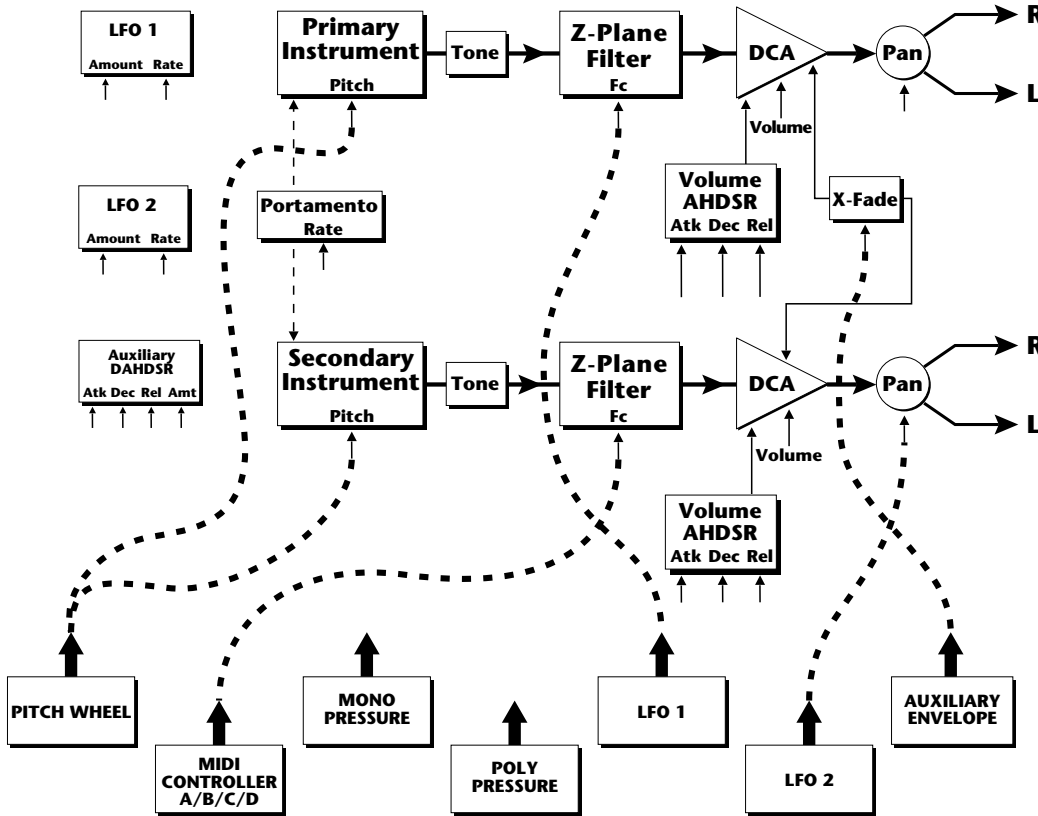 LFO 1
Amount Rate
Primary
Instrument
Pitch
Tone
Z-Plane
Filter
Fc
DCA
Volume
Pan
R
L
LFO 2
Amount Rate
Portamento
Rate
Volume
AHDSR
Atk Dec Rel
X-Fade
Auxiliary
DAHDSR
Atk Dec Rel Amt
Secondary
Instrument
Pitch
Tone
Z-Plane
Filter
Fc
DCA
Volume
Pan
R
L
Volume
AHDSR
Atk Dec Rel
PITCH WHEEL
MIDI
CONTROLLER
A/B/C/D
MONO
PRESSURE
POLY
PRESSURE
LFO 1
LFO 2
AUXILIARY
ENVELOPE